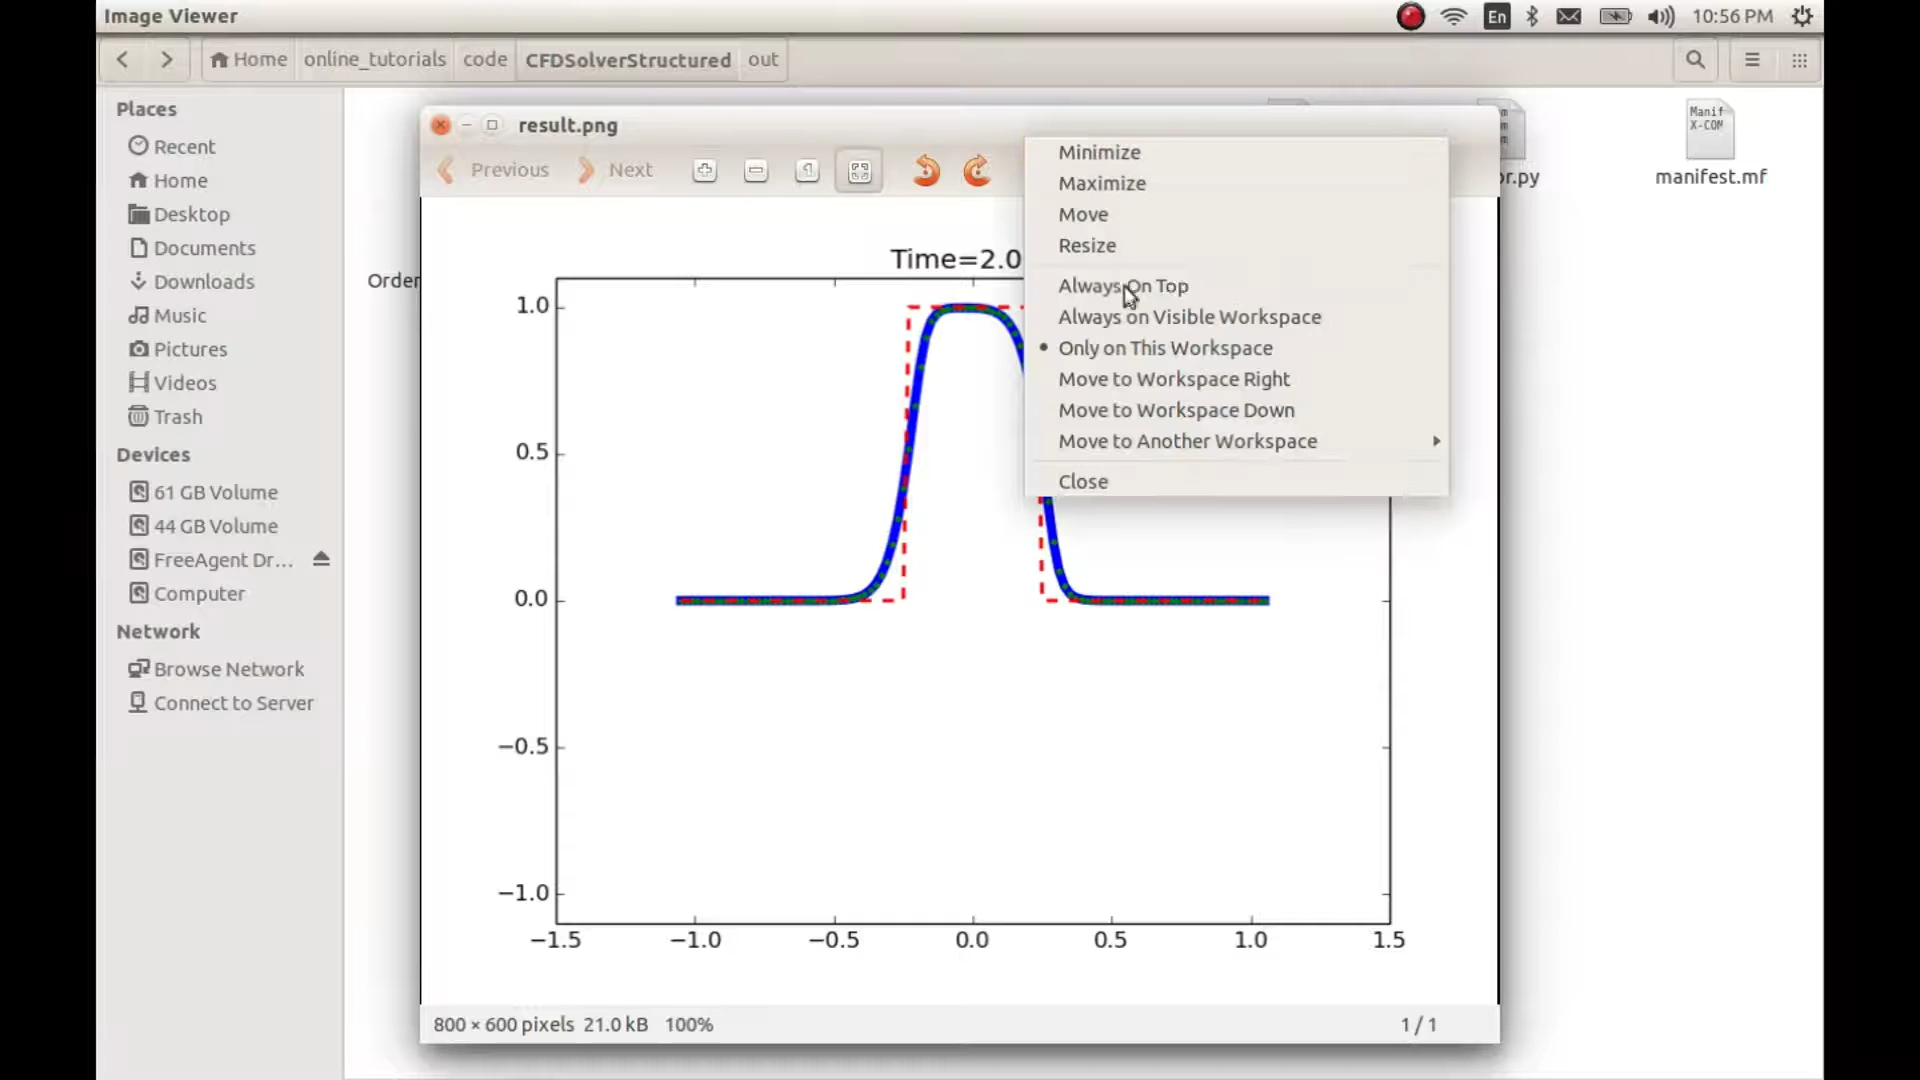 Image Viewer
En
10:56 PM
Home
online_tutorials
code
CFDSolverStructured
out
Places
Recent
Home
Desktop
Documents
Downloads
Music
Pictures
Videos
Trash
Devices
61 GB Volume
44 GB Volume
FreeAgent Dr...
Computer
Network
Browse Network
Connect to Server
Order
or.py
Manif
X-COM
manifest.mf
result.png
Previous
Next
Minimize
Maximize
Move
Resize
Always On Top
Always on Visible Workspace
Only on This Workspace
Move to Workspace Right
Move to Workspace Down
Move to Another Workspace
Close
Time=2.0
1.0
0.5
0.0
−0.5
−1.0
−1.5 −1.0 −0.5 0.0 0.5 1.0 1.5
800 × 600 pixels 21.0 kB 100%
1 / 1